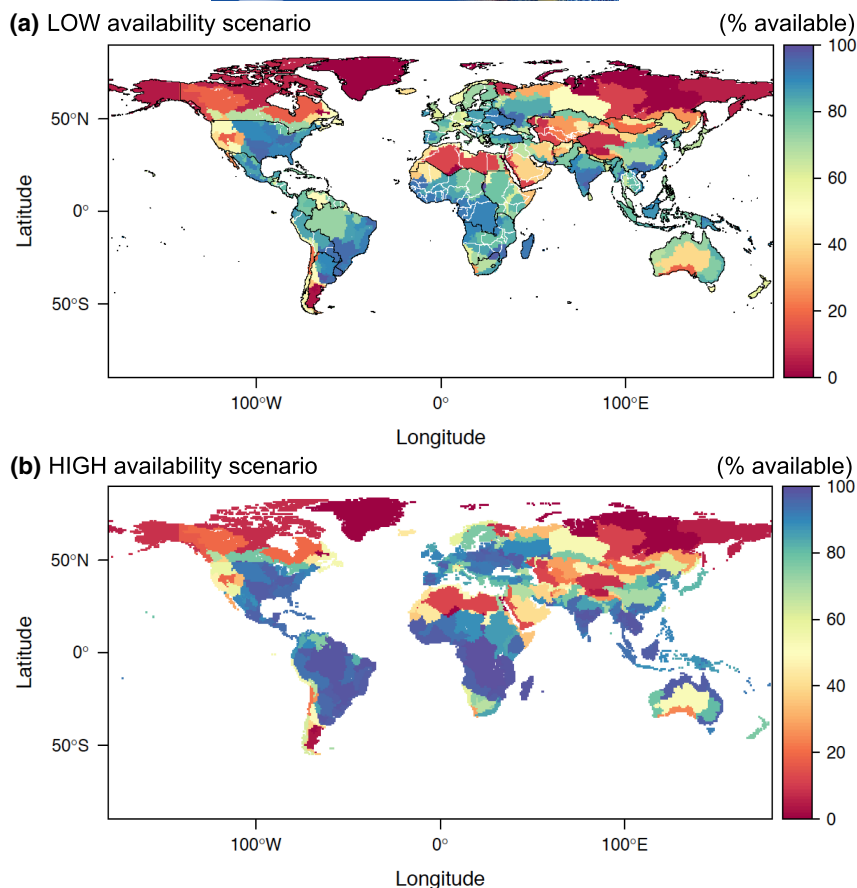 (a) LOW availability scenario (% available)
100
80
60
40
20
0
50°N
0°
50°S
Latitude
100°W 0° 100°E
Longitude
(b) HIGH availability scenario (% available)
100
80
60
40
20
0
50°N
0°
50°S
Latitude
100°W 0° 100°E
Longitude